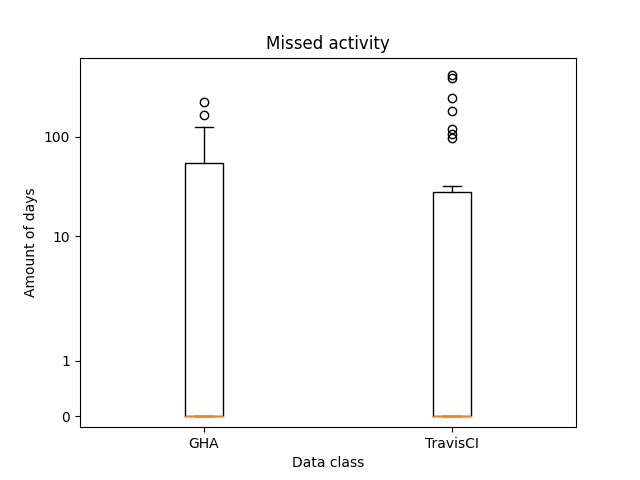 Missed activity
Amount of days
100
10
1
0
GHA
TravisCI
Data class